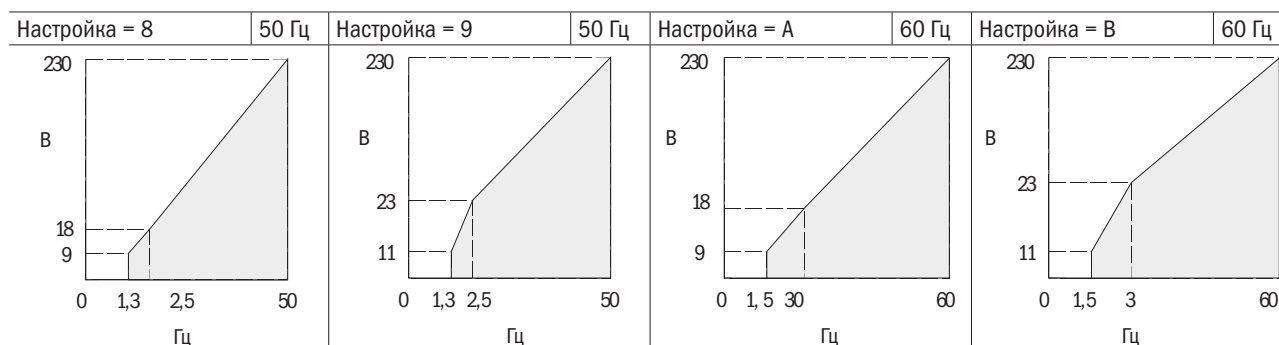 Настройка = 8 50 Гц
230
В
18
9
0 1,3 2,5 50
Гц
Настройка = 9 50 Гц
230
В
23
11
0 1,3 2,5 50
Гц
Настройка = А 60 Гц
230
В
18
9
0 1, 5 30 60
Гц
Настройка = В 60 Гц
230
В
23
11
0 1,5 3 60
Гц